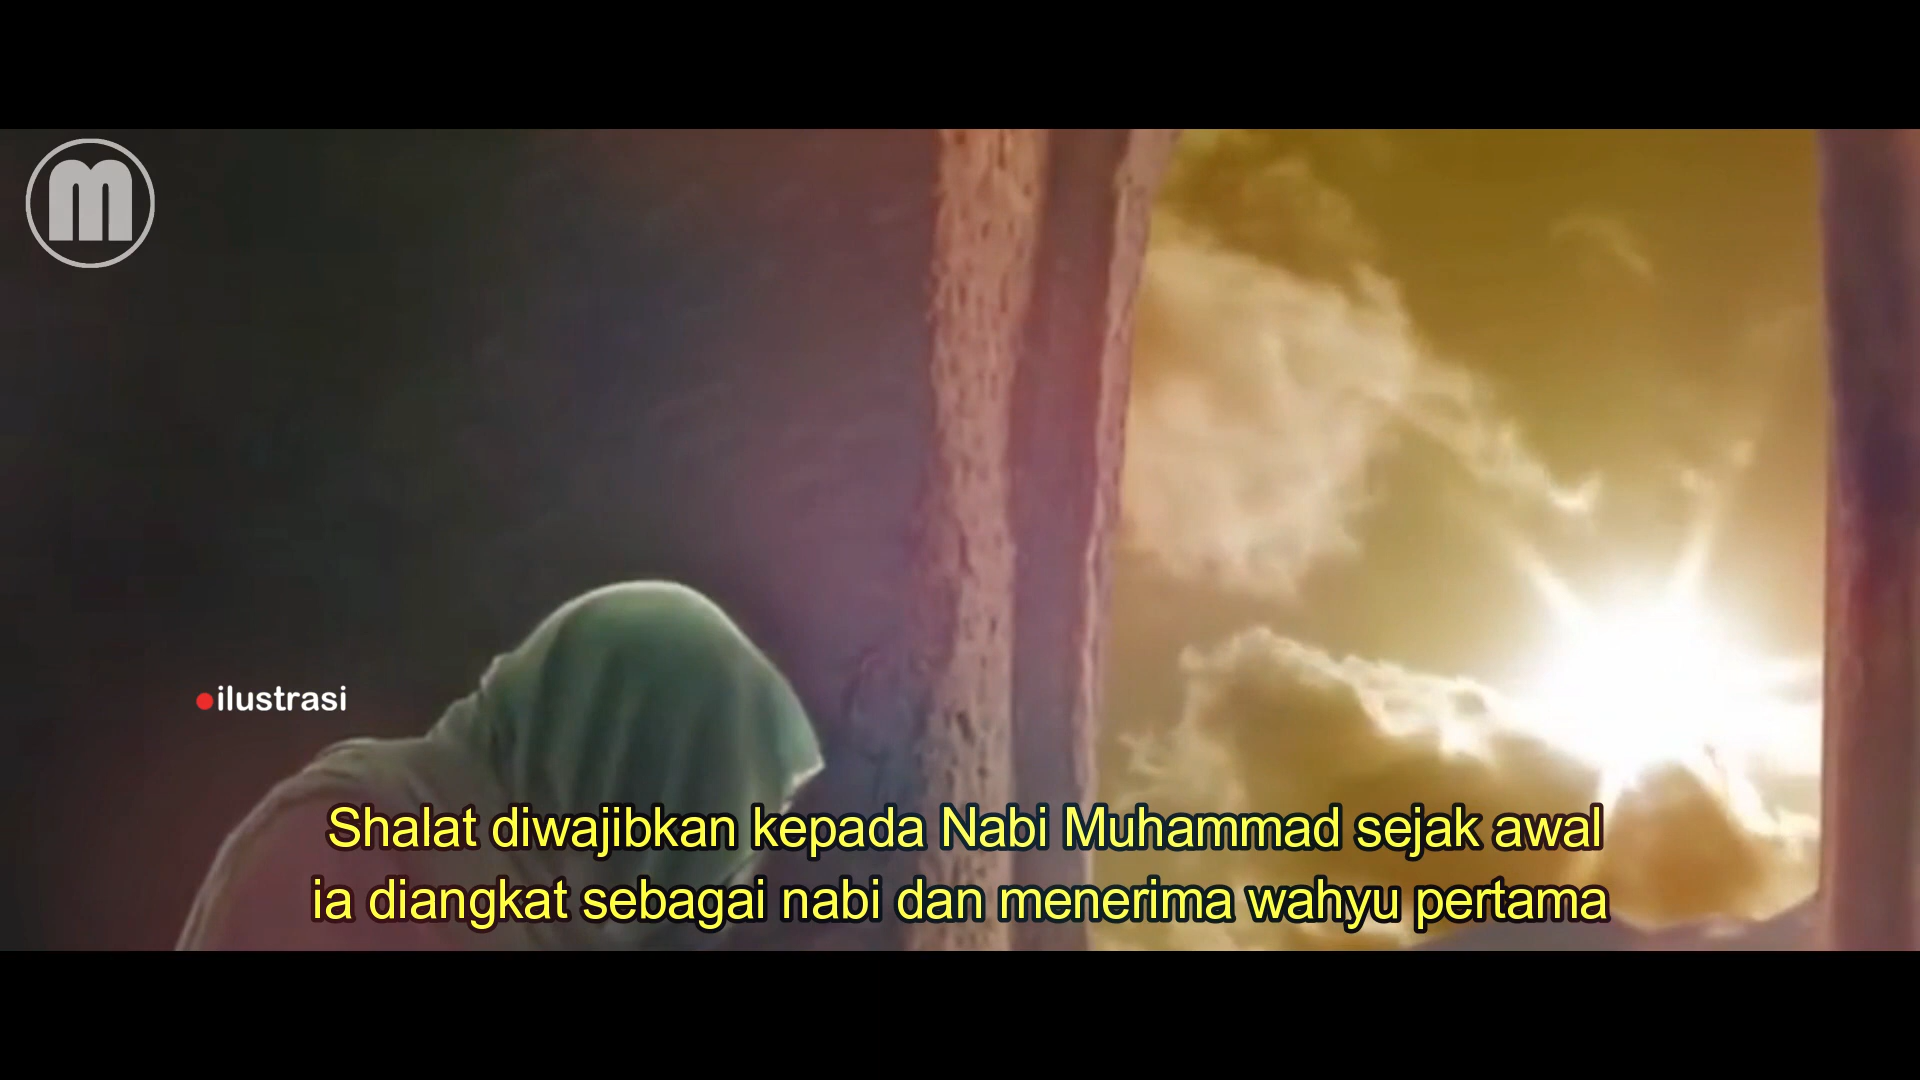 m
ilustrasi
Shalat diwajibkan kepada Nabi Muhammad sejak awal
ia diangkat sebagai nabi dan menerima wahyu pertama